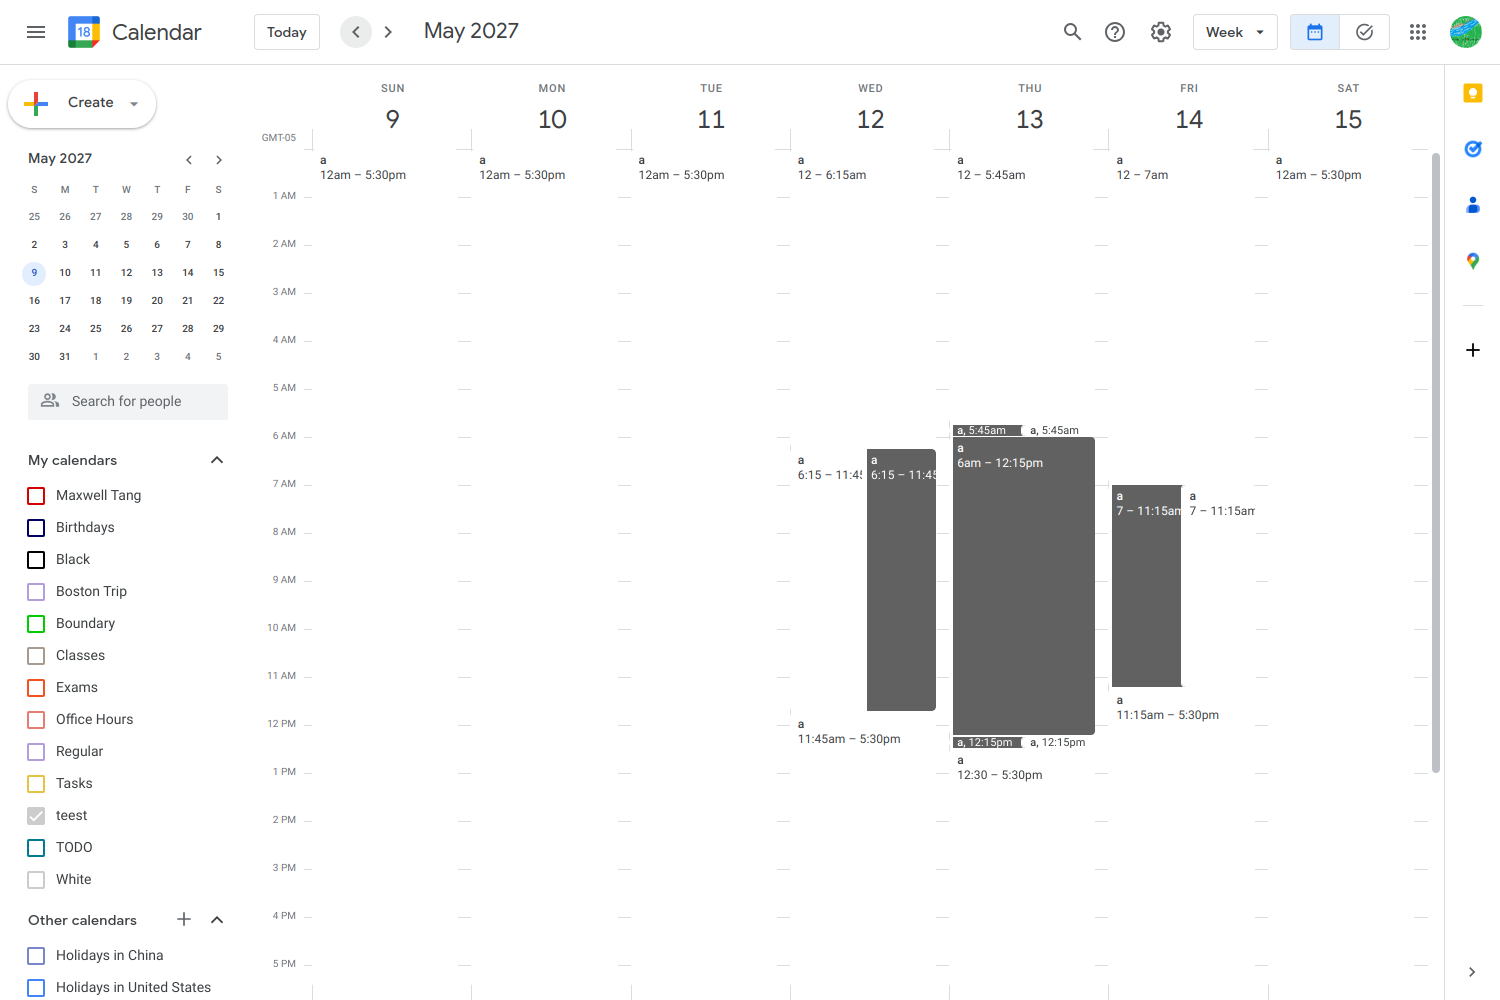 18 Calendar Today May 2027 Week
Create
May 2027
S M T W T F S
25 26 27 28 29 30 1
2 3 4 5 6 7 8
9 10 11 12 13 14 15
16 17 18 19 20 21 22
23 24 25 26 27 28 29
30 31 1 2 3 4 5
Search for people
My calendars
Maxwell Tang
Birthdays
Black
Boston Trip
Boundary
Classes
Exams
Office Hours
Regular
Tasks
teest
TODO
White
Other calendars
Holidays in China
Holidays in United States
SUN MON TUE WED THU FRI SAT
9 10 11 12 13 14 15
GMT-05
a a a a a a a
12am – 5:30pm 12am – 5:30pm 12am – 5:30pm 12 – 6:15am 12 – 5:45am 12 – 7am 12am – 5:30pm
1 AM
2 AM
3 AM
4 AM
5 AM
a, 5:45am a, 5:45am
6 AM
a
a a 6am – 12:15pm
6:15 – 11:45 6:15 – 11:45
7 AM
a a
7 – 11:15am 7 – 11:15am
8 AM
9 AM
10 AM
11 AM
a
11:15am – 5:30pm
12 PM
a
11:45am – 5:30pm
a, 12:15pm a, 12:15pm
a
1 PM
12:30 – 5:30pm
2 PM
3 PM
4 PM
5 PM